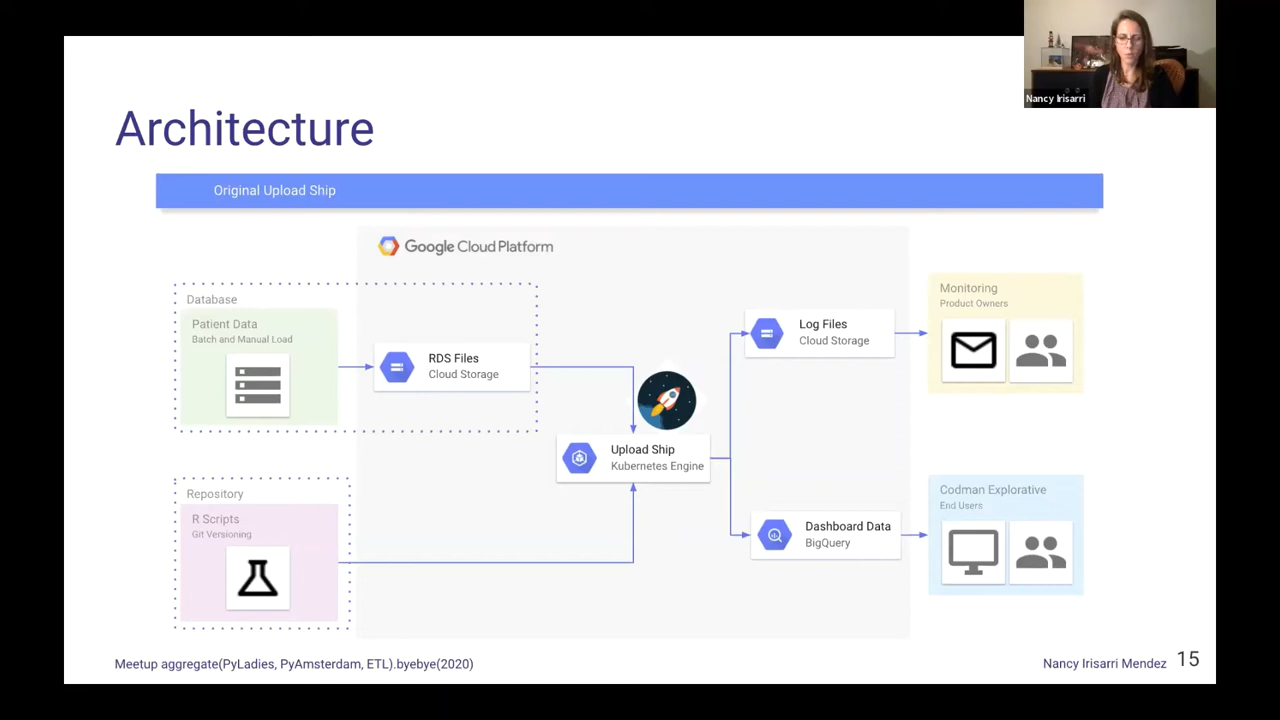 Nancy Irisarri
Architecture
Original Upload Ship
Google Cloud Platform
Database
Patient Data
Batch and Manual Load
RDS Files
Cloud Storage
Log Files
Cloud Storage
Monitoring
Product Owners
Upload Ship
Kubernetes Engine
Repository
R Scripts
Git Versioning
Dashboard Data
BigQuery
Codman Explorative
End Users
Meetup aggregate(PyLadies, PyAmsterdam, ETL).byebye(2020)
Nancy Irisarri Mendez
15